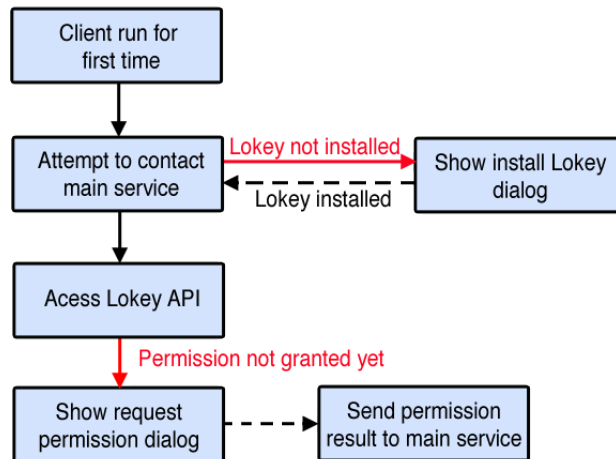 Client run for
first time
Lokey not installed
Attempt to contact
main service
Show install Lokey
dialog
Lokey installed
Acess Lokey API
Permission not granted yet
Show request
permission dialog
Send permission
result to main service